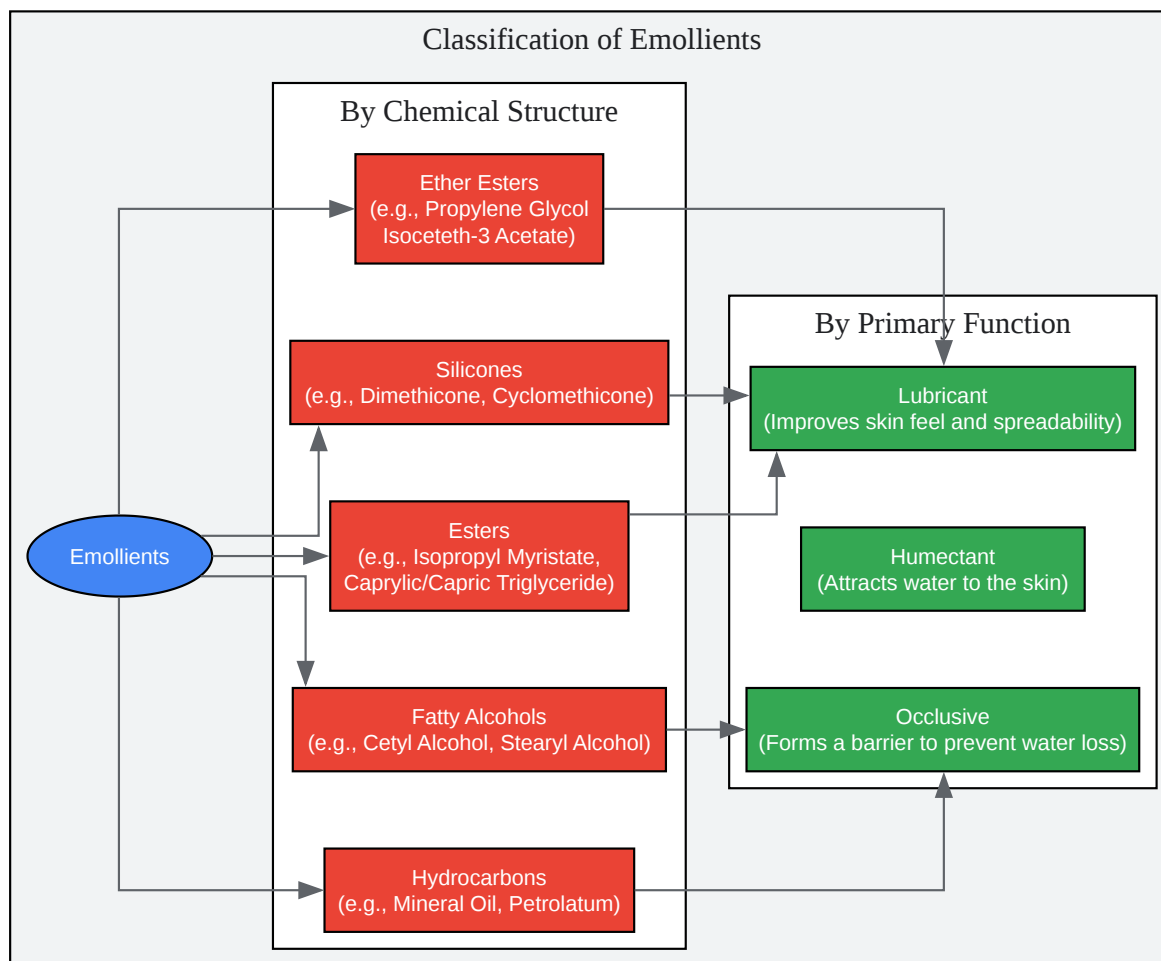 Classification of Emollients
By Chemical Structure
Ether Esters
(e.g., Propylene Glycol
Isoceteth-3 Acetate)
Silicones
(e.g., Dimethicone, Cyclomethicone)
Esters
(e.g., Isopropyl Myristate,
Caprylic/Capric Triglyceride)
Fatty Alcohols
(e.g., Cetyl Alcohol, Stearyl Alcohol)
Hydrocarbons
(e.g., Mineral Oil, Petrolatum)
Emollients
By Primary Function
Lubricant
(Improves skin feel and spreadability)
Humectant
(Attracts water to the skin)
Occlusive
(Forms a barrier to prevent water loss)